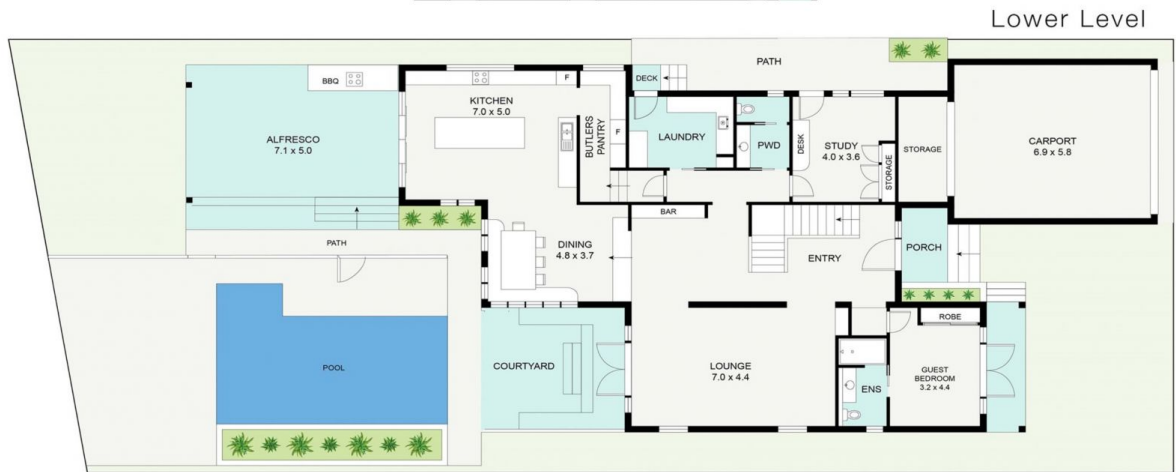 Lower Level
PATH
BBQ
F
DECK
KITCHEN
7.0 x 5.0
BUTLERS
PANTRY
F
LAUNDRY
PWD
DESK
STUDY
4.0 x 3.6
STORAGE
STORAGE
CARPORT
6.9 x 5.8
ALFRESCO
7.1 x 5.0
BAR
PATH
DINING
4.8 x 3.7
ENTRY
PORCH
ROBE
POOL
COURTYARD
LOUNGE
7.0 x 4.4
ENS
GUEST
BEDROOM
3.2 x 4.4